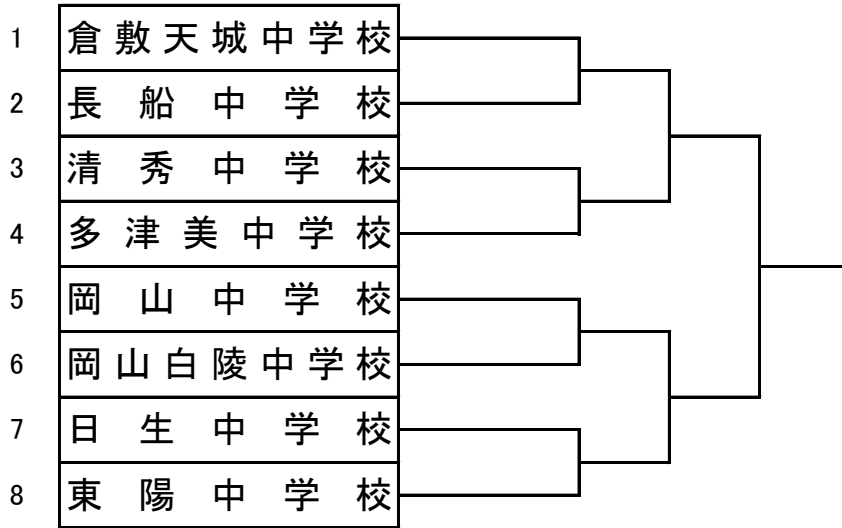 1 倉敷天城中学校
2 長船中学校
3 清秀中学校
4 多津美中学校
5 岡山中学校
6 岡山白陵中学校
7 日生中学校
8 東陽中学校